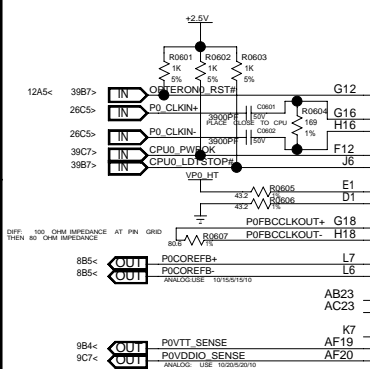 +2.5V
R0601 R0602 R0603
1K 1K 1K
5% 5% 5%
12A5< 39B7> IN OPTERON0_RST# G12
26C5> IN P0_CLKIN+ 3900PF C0601 50V R0604 G16
PLACE CLOSE TO CPU 169 H16
26C5> IN P0_CLKIN- 3900PF C0602 50V 1%
39C7> IN CPU0_PWROK F12
39B7> IN CPU0_LDTSTOP# J6
VP0_HT
43.2 R0605 1% E1
43.2 R0606 1% D1
DIFF: 100 OHM IMPEDANCE AT PIN GRID
THEN 80 OHM IMPEDANCE
P0FBCCLKOUT+ G18
80.6 R0607 1% P0FBCCLKOUT- H18
8B5< OUT P0COREFB+ L7
8B5< OUT P0COREFB- L6
ANALOG:USE 10/15/5/15/10
AB23
AC23
K7
9B4> OUT P0VTT_SENSE AF19
9C7< OUT P0VDDIO_SENSE AF20
ANALOG: USE 10/20/5/20/10